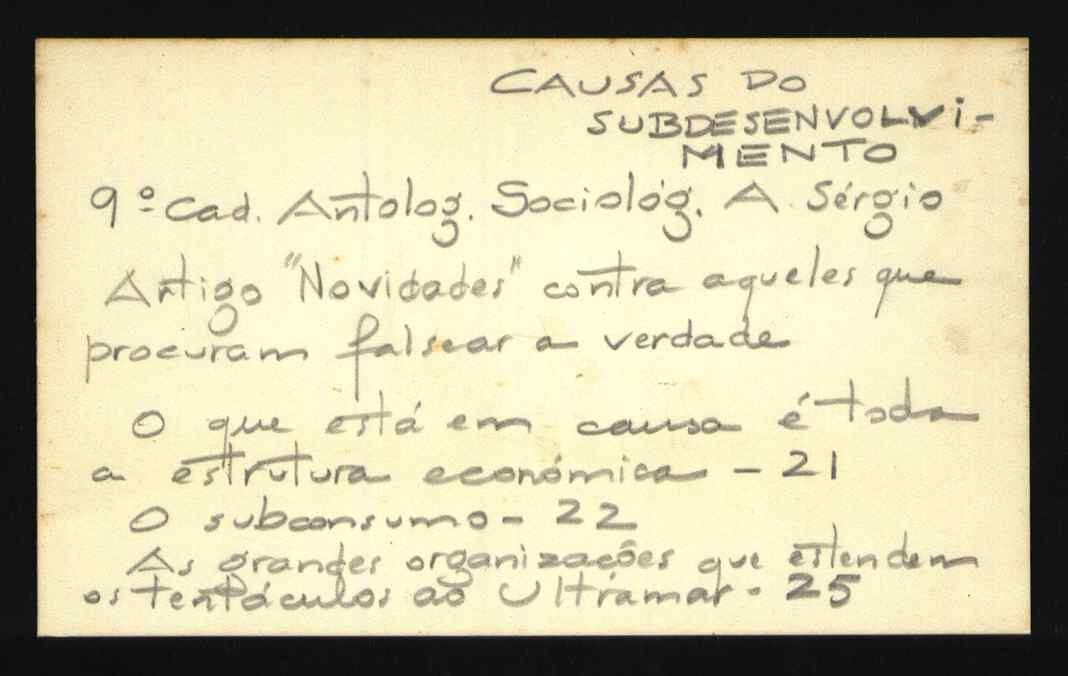 CAUSAS DO
SUBDESENVOLVI-
MENTO
9º Cad. Antolog. Sociológ. A. Sérgio
Artigo "Novidades" contra aqueles que
procuram falsear a verdade
O que está em causa é toda
a estrutura económica - 21
O subconsumo - 22
As grandes organizações que estendem
os tentáculos ao Ultramar - 25